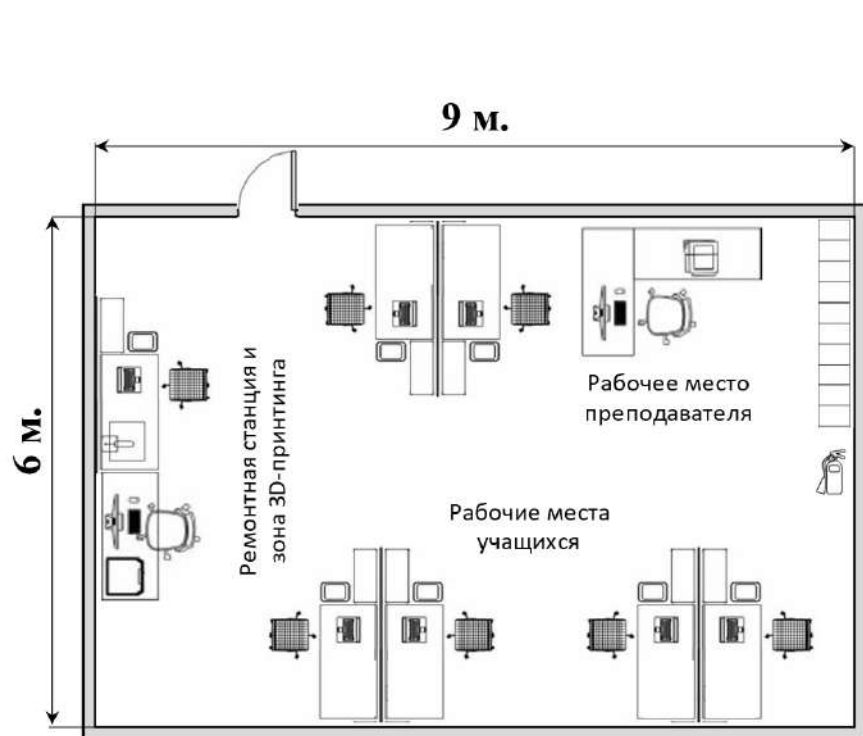 9 м.
6 м.
Ремонтная станция и
зона 3D-принтинга
Рабочее место
преподавателя
Рабочие места
учащихся